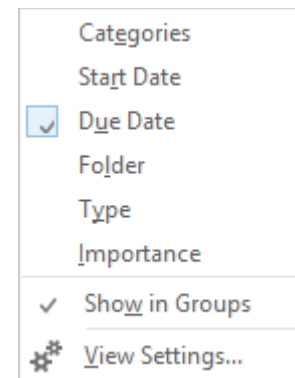 Categories
Start Date
Due Date
Folder
Type
Importance
Show in Groups
View Settings...